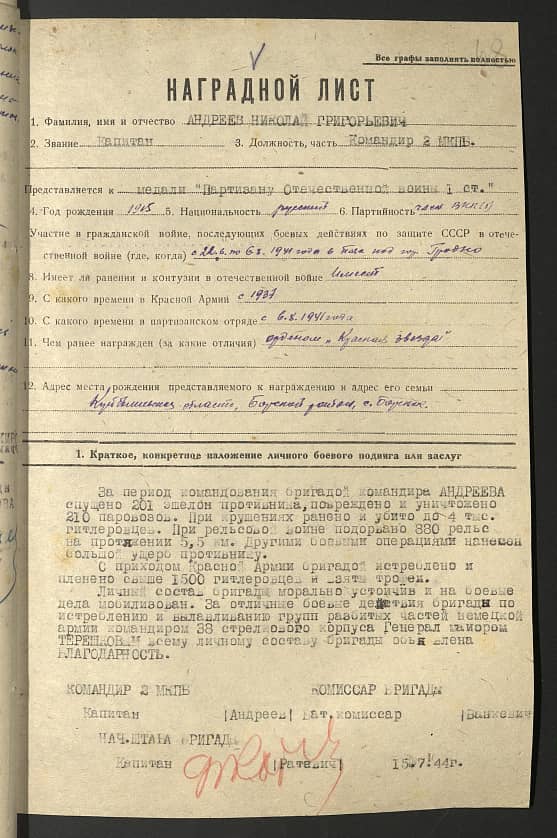 Все графы заполнять полностью
НАГРАДНОЙ ЛИСТ
1. Фамилия, имя и отчество АНДРЕЕВ НИКОЛАЙ ГРИГОРЬЕВИЧ
2. Звание Капитан 3. Должность, часть Командир 2 МКПБ.
Представляется к медали "Партизану Отечественной войны 1 ст."
4. Год рождения 1915 5. Национальность русский 6. Партийность член ВКП(б)
Участие в гражданской войне, последующих боевых действиях по защите СССР в отече-
ственной войне (где, когда) с 22.6 по 6.8.1941 года в под гор. Гродно
8. Имеет ли ранения и контузии в отечественной войне Имеет
9. С какого времени в Красной Армий с 1937
10. С какого времени в партизанском отряде с 6.8.1941 года
11. Чем ранее награжден (за какие отличия) орденом „Красная звезда"
12. Адрес места рождения представляемого к награждению и адрес его семьи
область, район, с.
1. Краткое, конкретное изложение личного боевого подвига или заслуг
За период командования бригадой командира АНДРЕЕВА
спущено 201 эшалон противника, повреждено и уничтожено
210 паровозов. При крушениях ранено и убито до 4 тыс.
гитлеровцев. При рельсовой войне подорвано 880 рельс
на протяжении 5,5 км. Другими боевыми операциями нанесен
большой ущерб противнику.
С приходом Красной Армии бригадой истреблено и
пленено свыше 1500 гитлеровцев и взяты трофеи.
Личный состав бригады морально устойчив и на боевые
дела мобилизован. За отличные боевые действия бригады по
истреблению и вылавливанию групп разбитых частей немецкой
армии командиром 38 стрелкового корпуса Генерал майором
ТЕРЕШКОВЫМ всему личному составу бригады объявлена
БЛАГОДАРНОСТЬ.
КОМАНДИР 2 МКПБ КОМИССАР БРИГАДЫ
Капитан |Андреев| Бат.комиссар |Ванкевич
НАЧ.ШТАБА БРИГАДЫ
Капитан |Ратевич| 15.7.44г.